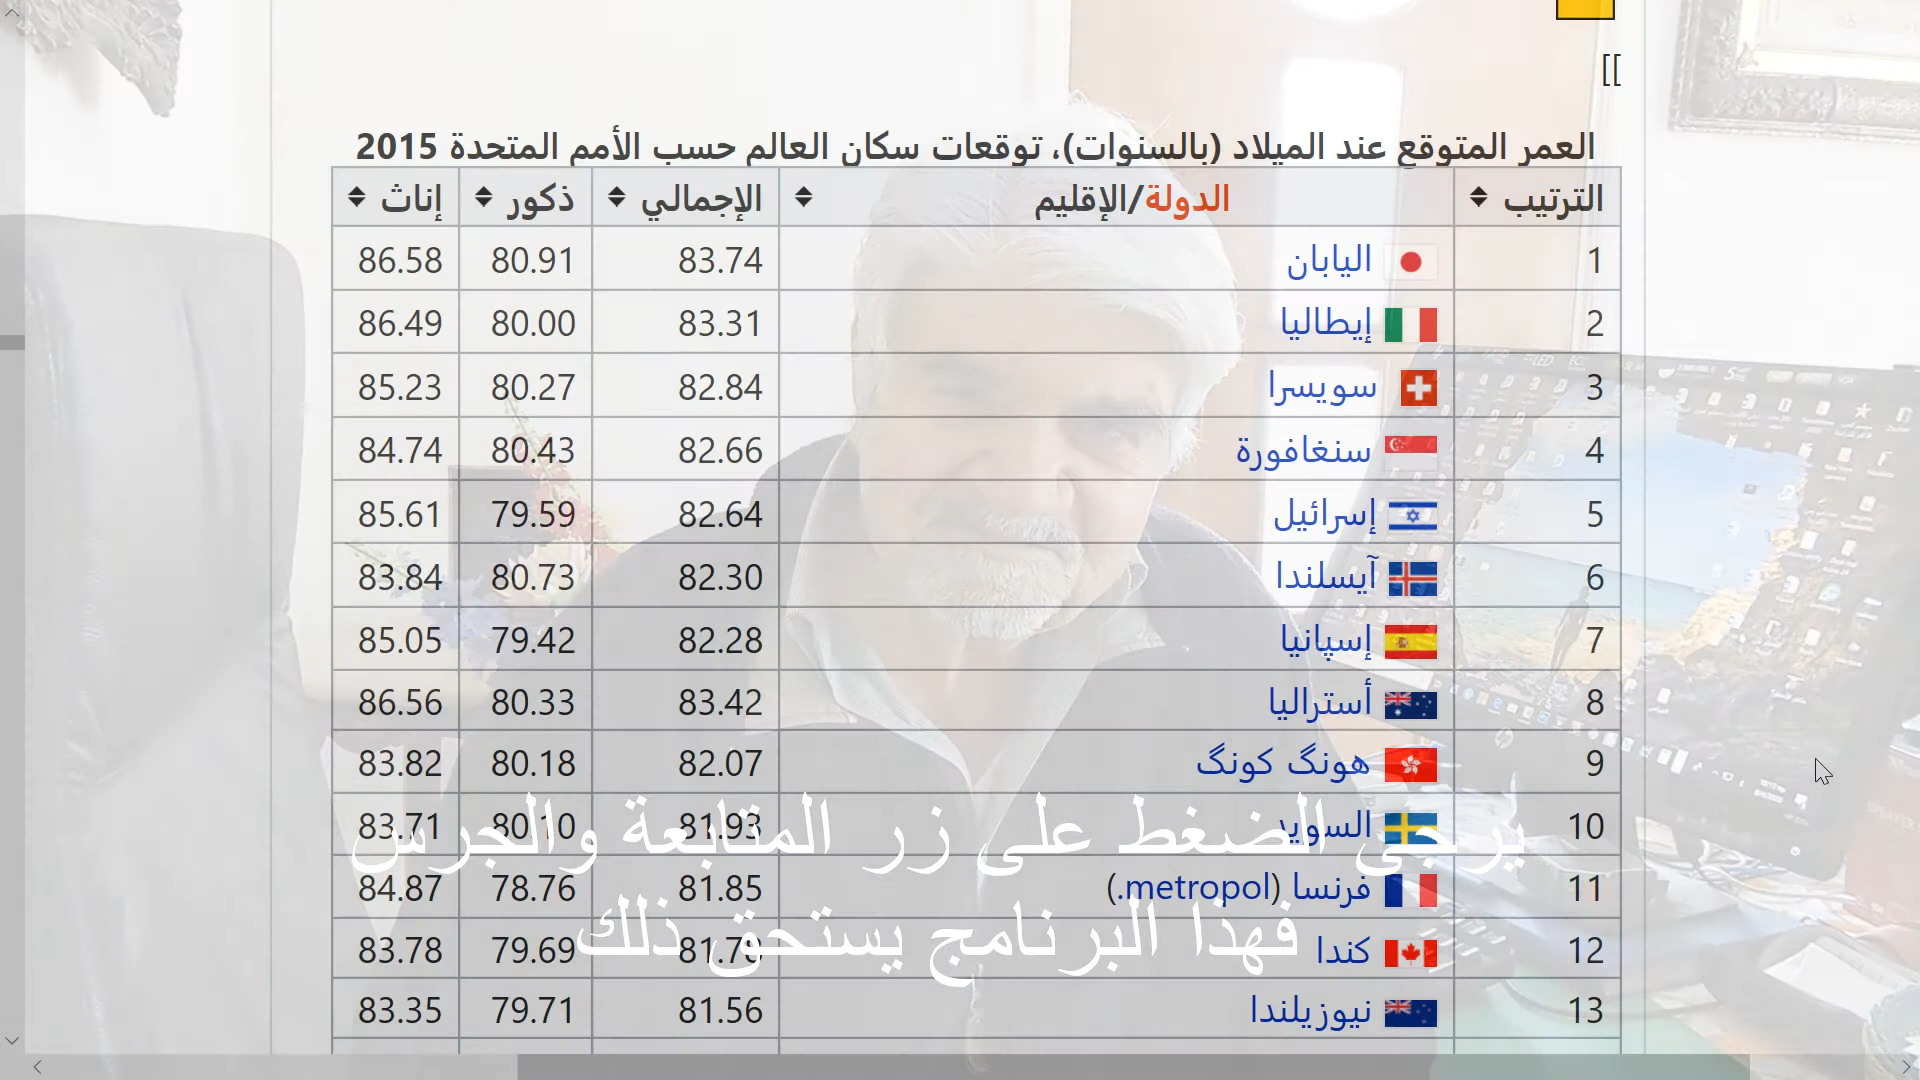 [[
العمر المتوقع عند الميلاد (بالسنوات)، توقعات سكان العالم حسب الأمم المتحدة 2015
الترتيب الدولة/الإقليم الإجمالي ذكور إناث
1 اليابان 83.74 80.91 86.58
2 إيطاليا 83.31 80.00 86.49
3 سويسرا 82.84 80.27 85.23
4 سنغافورة 82.66 80.43 84.74
5 إسرائيل 82.64 79.59 85.61
6 آيسلندا 82.30 80.73 83.84
7 إسپانيا 82.28 79.42 85.05
8 أستراليا 83.42 80.33 86.56
9 هونگ كونگ 82.07 80.18 83.82
10 السويد 81.93 80.10 83.71
11 فرنسا (metropol.) 81.85 78.76 84.87
12 كندا 81.78 79.69 83.78
13 نيوزيلندا 81.56 79.71 83.35
يرجى الضغط على زر المتابعة والجرس
فهذا البرنامج يستحق ذلك